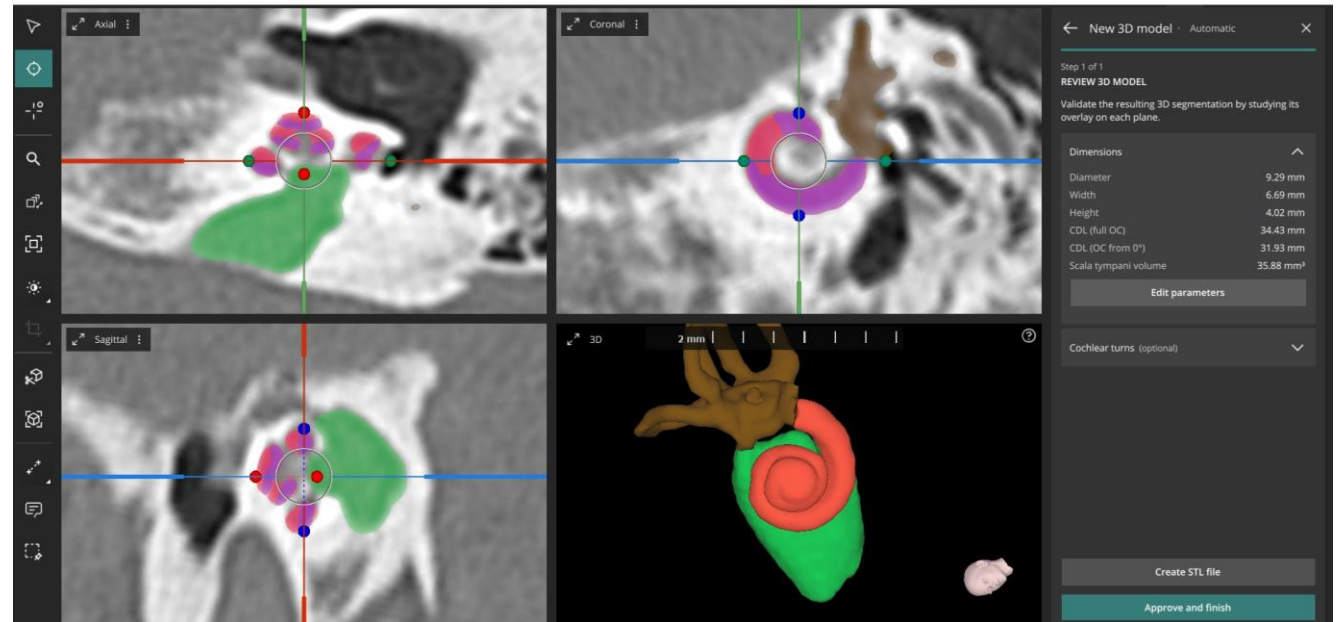 Axial
Coronal
Sagittal
3D
2 mm
New 3D model · Automatic
Step 1 of 1
REVIEW 3D MODEL
Validate the resulting 3D segmentation by studying its
overlay on each plane.
Dimensions
Diameter 9.29 mm
Width 6.69 mm
Height 4.02 mm
CDL (full OC) 34.43 mm
CDL (OC from 0°) 31.93 mm
Scala tympani volume 35.88 mm³
Edit parameters
Cochlear turns (optional)
Create STL file
Approve and finish